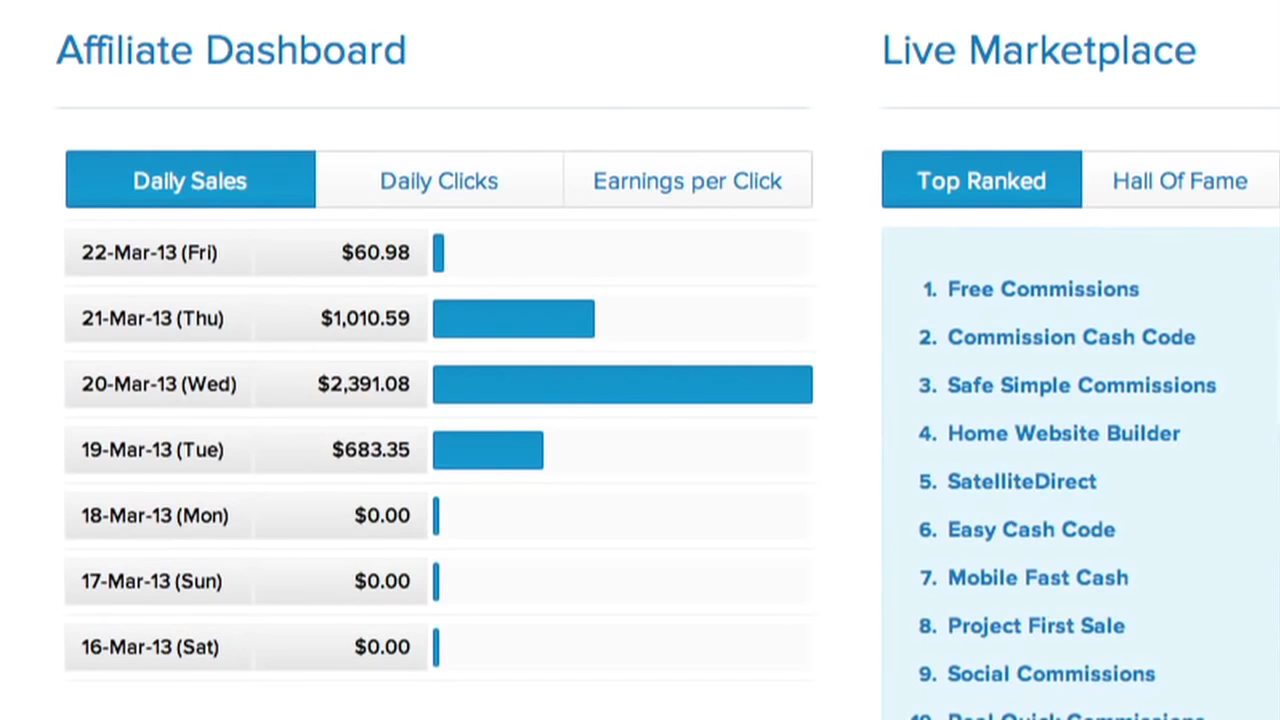 Affiliate Dashboard
Daily Sales
Daily Clicks
Earnings per Click
22-Mar-13 (Fri) $60.98
21-Mar-13 (Thu) $1,010.59
20-Mar-13 (Wed) $2,391.08
19-Mar-13 (Tue) $683.35
18-Mar-13 (Mon) $0.00
17-Mar-13 (Sun) $0.00
16-Mar-13 (Sat) $0.00
Live Marketplace
Top Ranked
Hall Of Fame
1. Free Commissions
2. Commission Cash Code
3. Safe Simple Commissions
4. Home Website Builder
5. SatelliteDirect
6. Easy Cash Code
7. Mobile Fast Cash
8. Project First Sale
9. Social Commissions